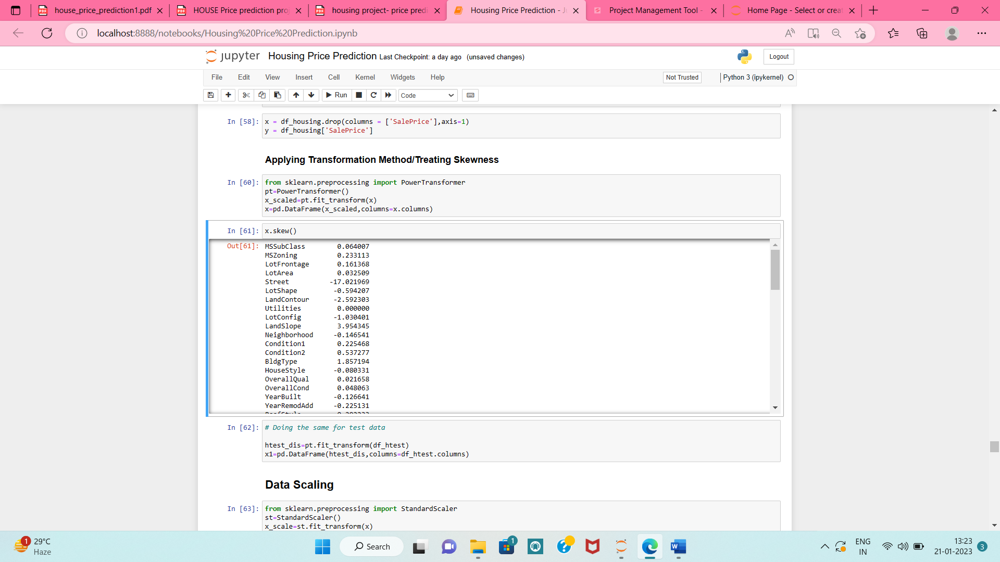 house_price_prediction1.pdf
HOUSE Price prediction pro
housing project- price predi
Housing Price Prediction - J
Project Management Tool -
Home Page - Select or creat
localhost:8888/notebooks/Housing%20Price%20Prediction.ipynb
jupyter Housing Price Prediction Last Checkpoint: a day ago (unsaved changes)
Logout
File Edit View Insert Cell Kernel Widgets Help
Not Trusted
Python 3 (ipykernel)
Run
Code
In [58]: x = df_housing.drop(columns = ['SalePrice'],axis=1)
y = df_housing['SalePrice']
Applying Transformation Method/Treating Skewness
In [60]: from sklearn.preprocessing import PowerTransformer
pt=PowerTransformer()
x_scaled=pt.fit_transform(x)
x=pd.DataFrame(x_scaled,columns=x.columns)
In [61]: x.skew()
Out[61]: MSSubClass 0.064007
MSZoning 0.233113
LotFrontage 0.161368
LotArea 0.032509
Street -17.021969
LotShape -0.594207
LandContour -2.592303
Utilities 0.000000
LotConfig -1.030401
LandSlope 3.954345
Neighborhood -0.146541
Condition1 0.225468
Condition2 0.537277
BldgType 1.857194
HouseStyle -0.080331
OverallQual 0.021658
OverallCond 0.048063
YearBuilt -0.126641
YearRemodAdd -0.225131
In [62]: # Doing the same for test data
htest_dis=pt.fit_transform(df_htest)
x1=pd.DataFrame(htest_dis,columns=df_htest.columns)
Data Scaling
In [63]: from sklearn.preprocessing import StandardScaler
st=StandardScaler()
x_scale=st.fit_transform(x)
1
29°C
Haze
Search
1
ENG
IN
13:23
21-01-2023
3